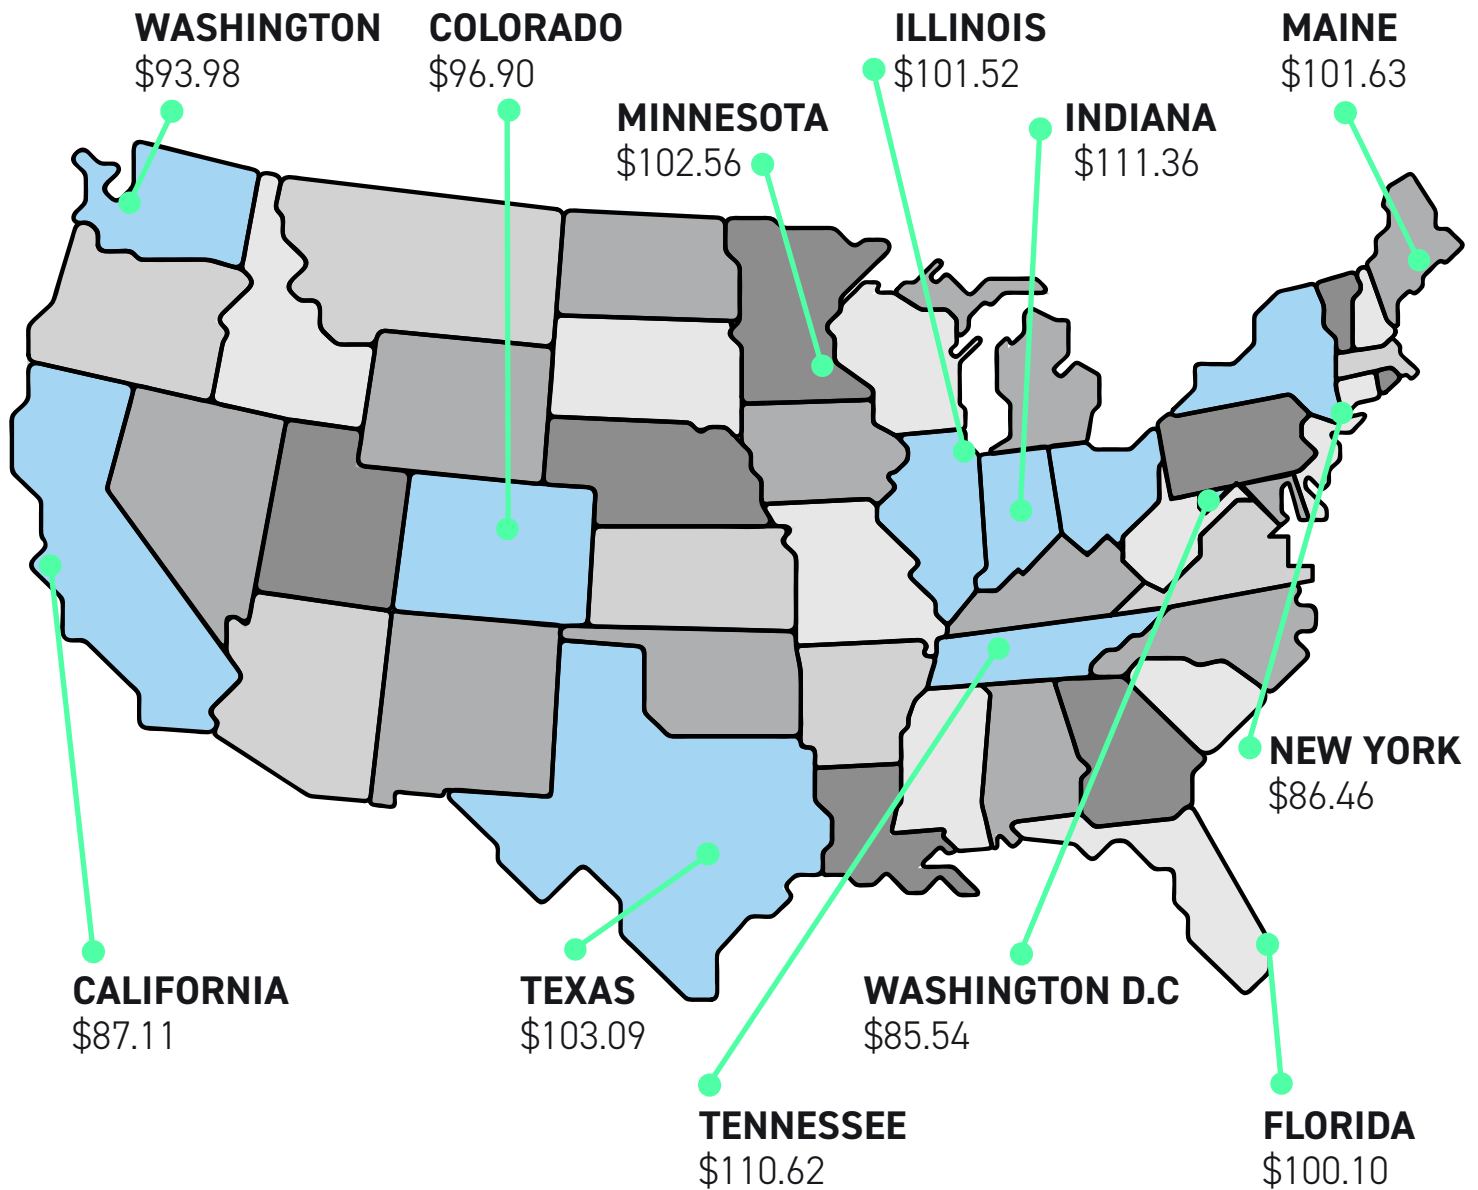 WASHINGTON
$93.98
COLORADO
$96.90
ILLINOIS
$101.52
MAINE
$101.63
MINNESOTA
$102.56
INDIANA
$111.36
NEW YORK
$86.46
CALIFORNIA
$87.11
TEXAS
$103.09
WASHINGTON D.C
$85.54
TENNESSEE
$110.62
FLORIDA
$100.10